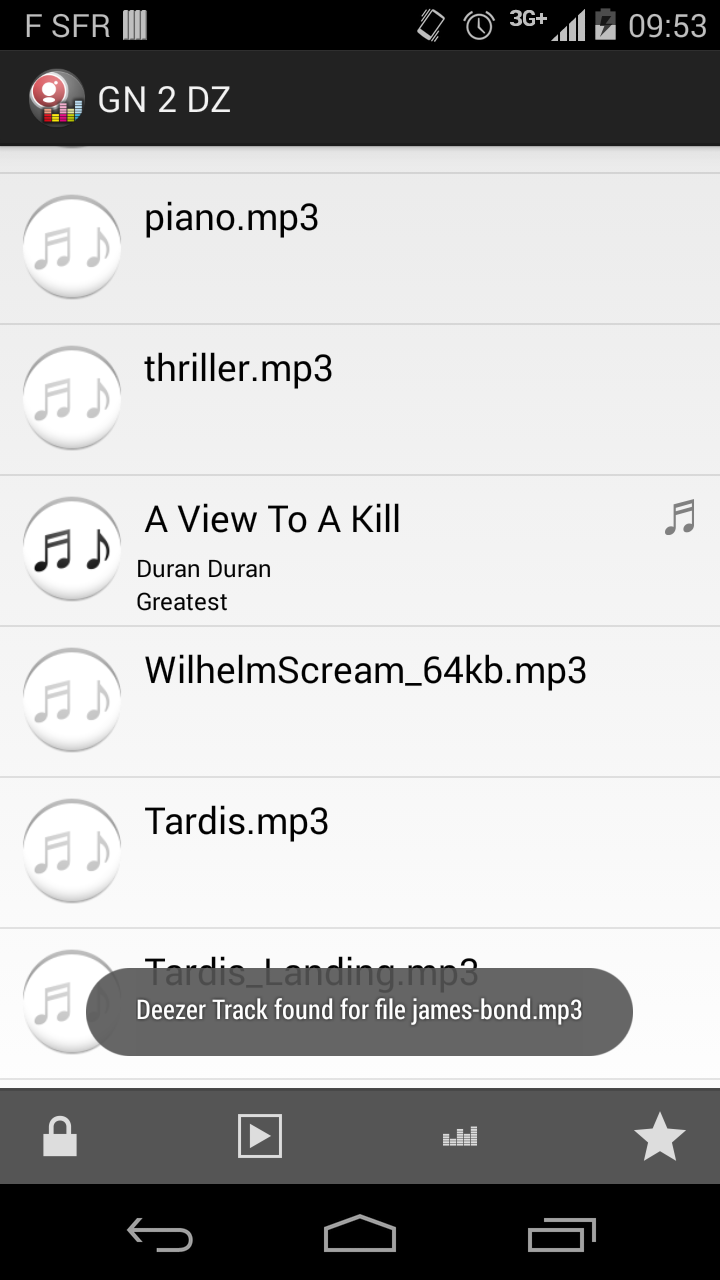 F SFR
3G+
09:53
GN 2 DZ
piano.mp3
thriller.mp3
A View To A Kill
Duran Duran
Greatest
WilhelmScream_64kb.mp3
Tardis.mp3
Tardis_Landing.mp3
Deezer Track found for file james-bond.mp3